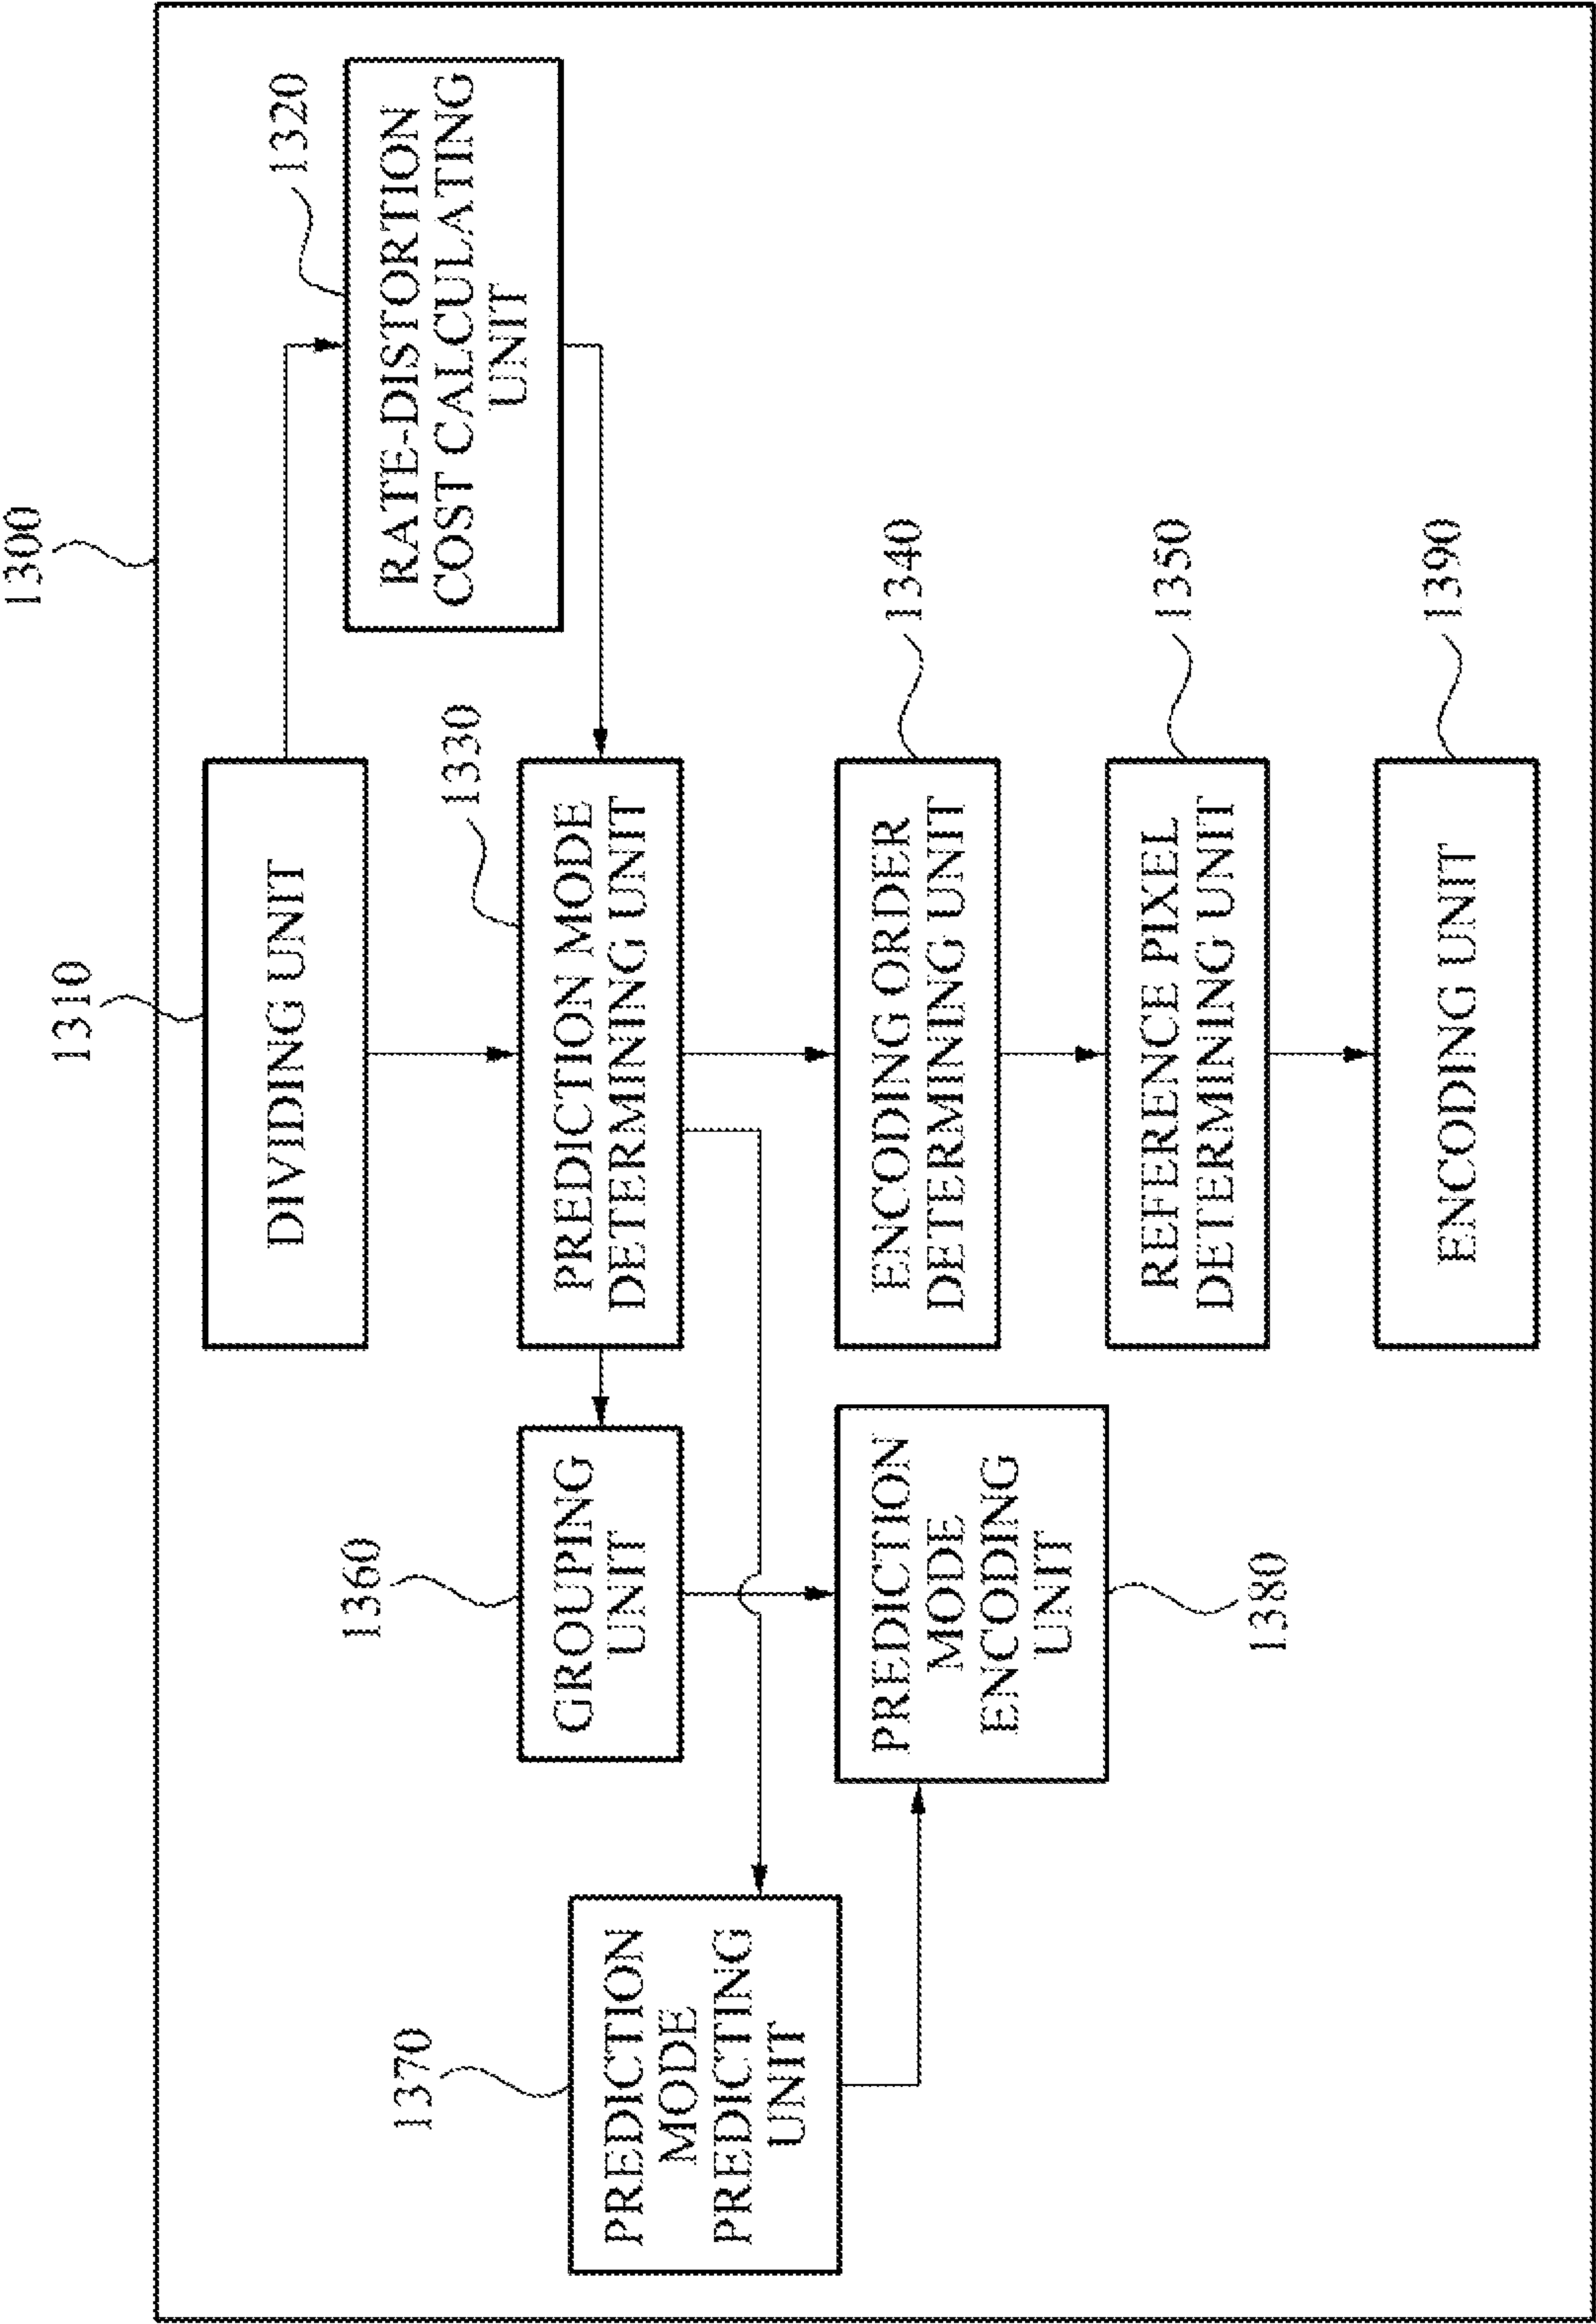 1300
1310
DIVIDING UNIT
1320
RATE-DISTORTION
COST CALCULATING
UNIT
1330
PREDICTION MODE
DETERMINING UNIT
1360
GROUPING
UNIT
1370
PREDICTION
MODE
PREDICTING
UNIT
PREDICTION
MODE
ENCODING
UNIT
1380
ENCODING ORDER
DETERMINING UNIT
1340
REFERENCE PIXEL
DETERMINING UNIT
1350
ENCODING UNIT
1390